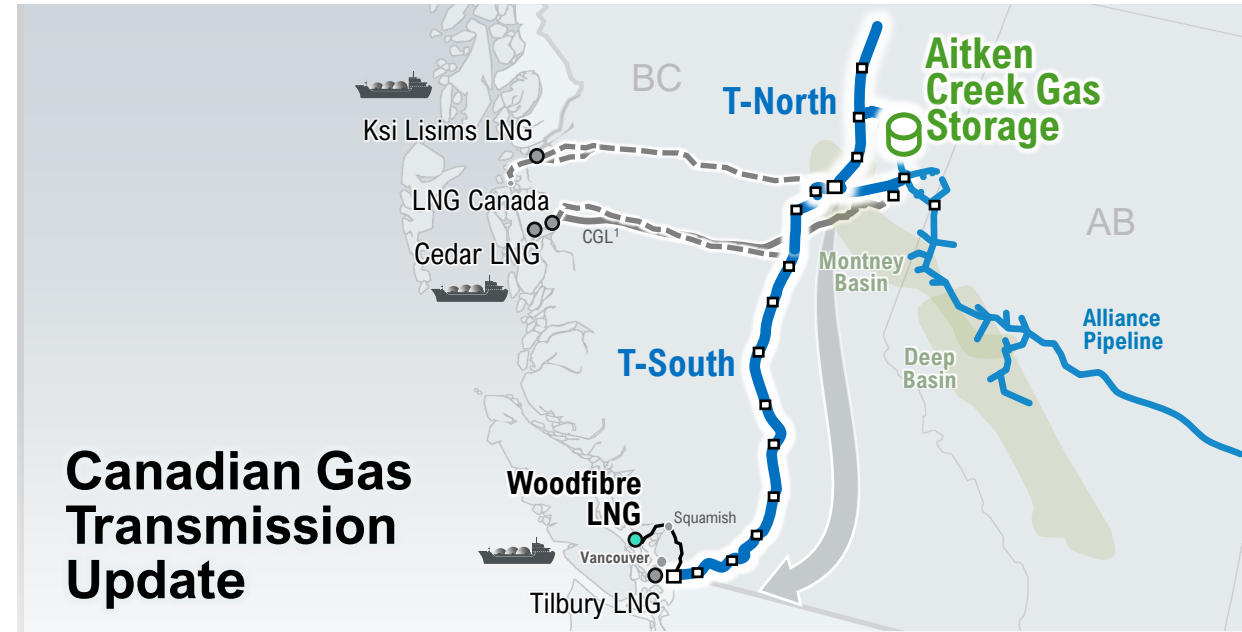 BC
Aitken
Creek Gas
Storage
T-North
Ksi Lisims LNG
LNG Canada
CGL1
Cedar LNG
AB
Montney
Basin
Alliance
Pipeline
T-South
Deep
Basin
Canadian Gas
Transmission
Update
Woodfibre
LNG
Squamish
Vancouver
Tilbury LNG